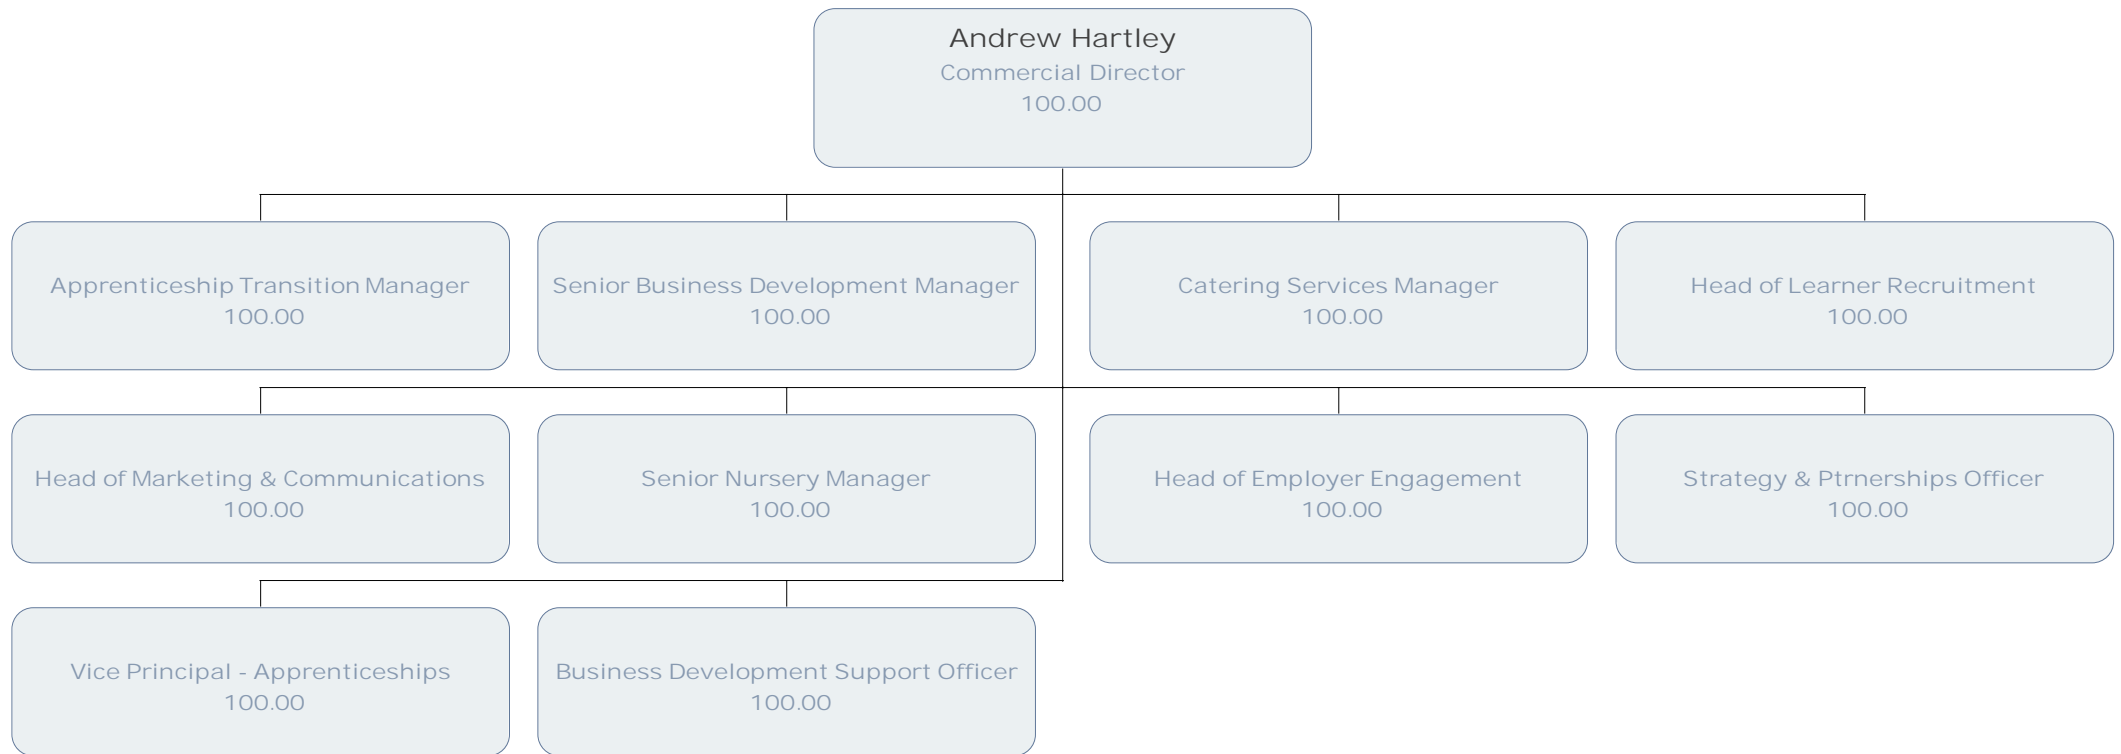 Andrew Hartley
Commercial Director
100.00
Apprenticeship Transition Manager
100.00
Senior Business Development Manager
100.00
Catering Services Manager
100.00
Head of Learner Recruitment
100.00
Head of Marketing & Communications
100.00
Senior Nursery Manager
100.00
Head of Employer Engagement
100.00
Strategy & Ptrnerships Officer
100.00
Vice Principal - Apprenticeships
100.00
Business Development Support Officer
100.00